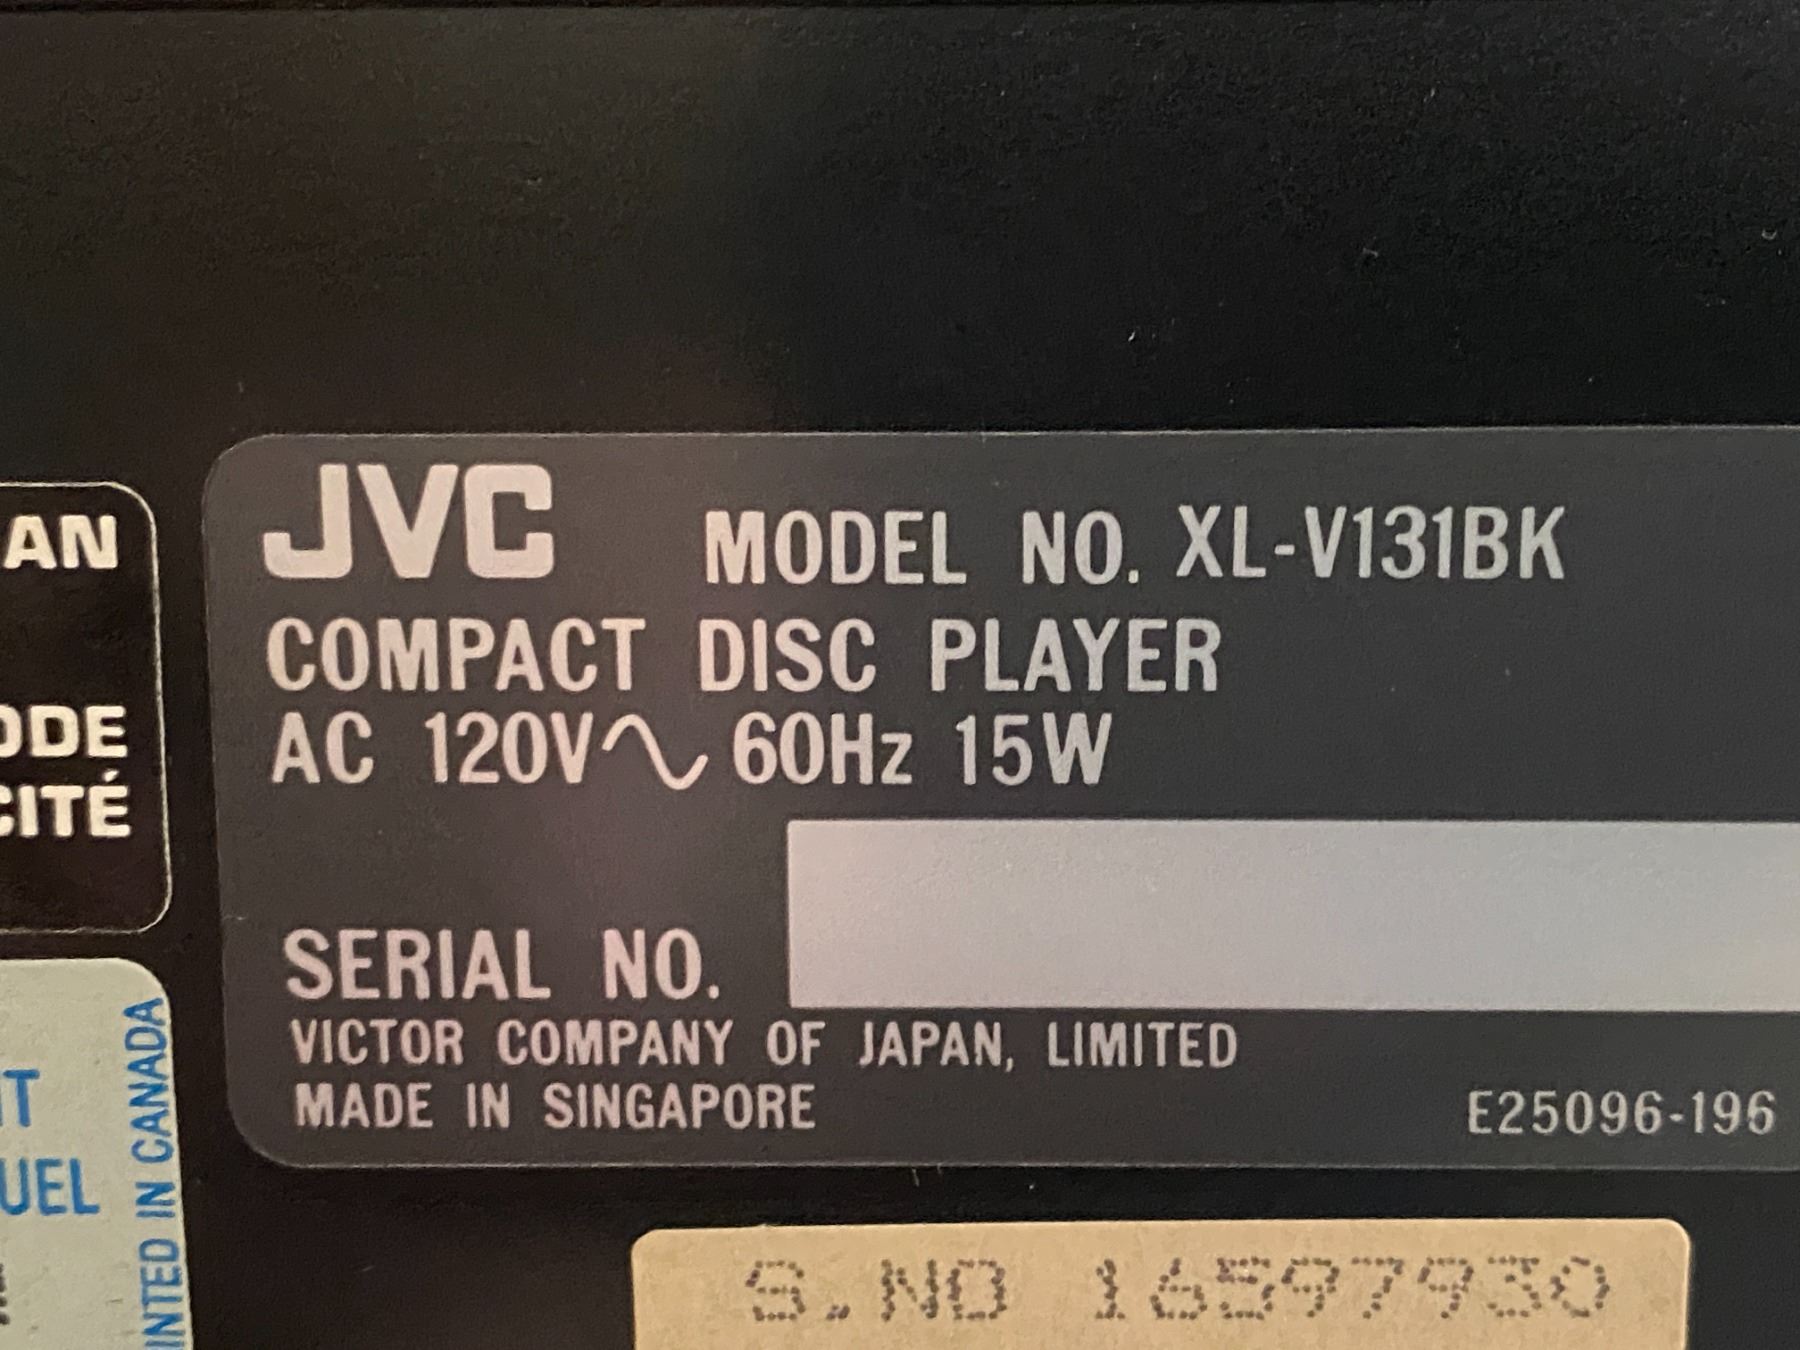 AN
ODE
CITÉ
JVC MODEL NO. XL-V131BK
COMPACT DISC PLAYER
AC 120V∿ 60Hz 15W
SERIAL NO.
VICTOR COMPANY OF JAPAN, LIMITED
MADE IN SINGAPORE
E25096-196
IT
UEL
INTED IN CANADA
S.NO 16597930